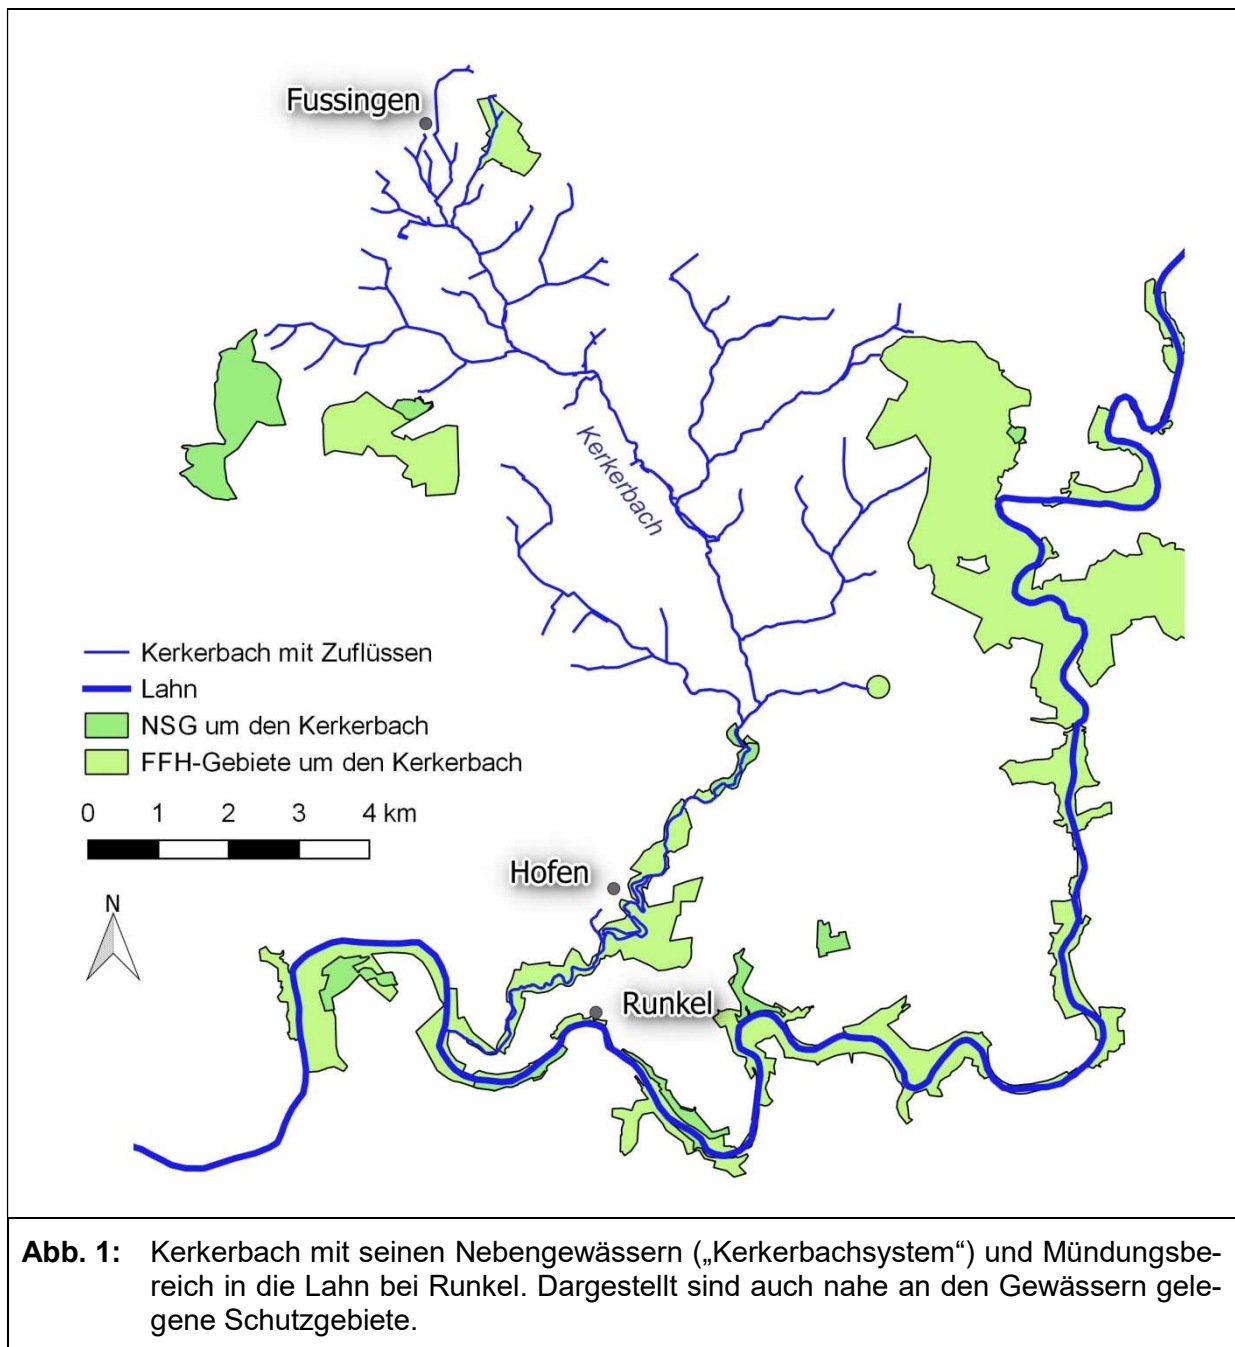 Fussingen
Kerkerbach
Kerkerbach mit Zuflüssen
Lahn
NSG um den Kerkerbach
FFH-Gebiete um den Kerkerbach
0 1 2 3 4 km
Hofen
N
Runkel
Abb. 1: Kerkerbach mit seinen Nebengewässern („Kerkerbachsystem“) und Mündungsbe-
reich in die Lahn bei Runkel. Dargestellt sind auch nahe an den Gewässern gele-
gene Schutzgebiete.